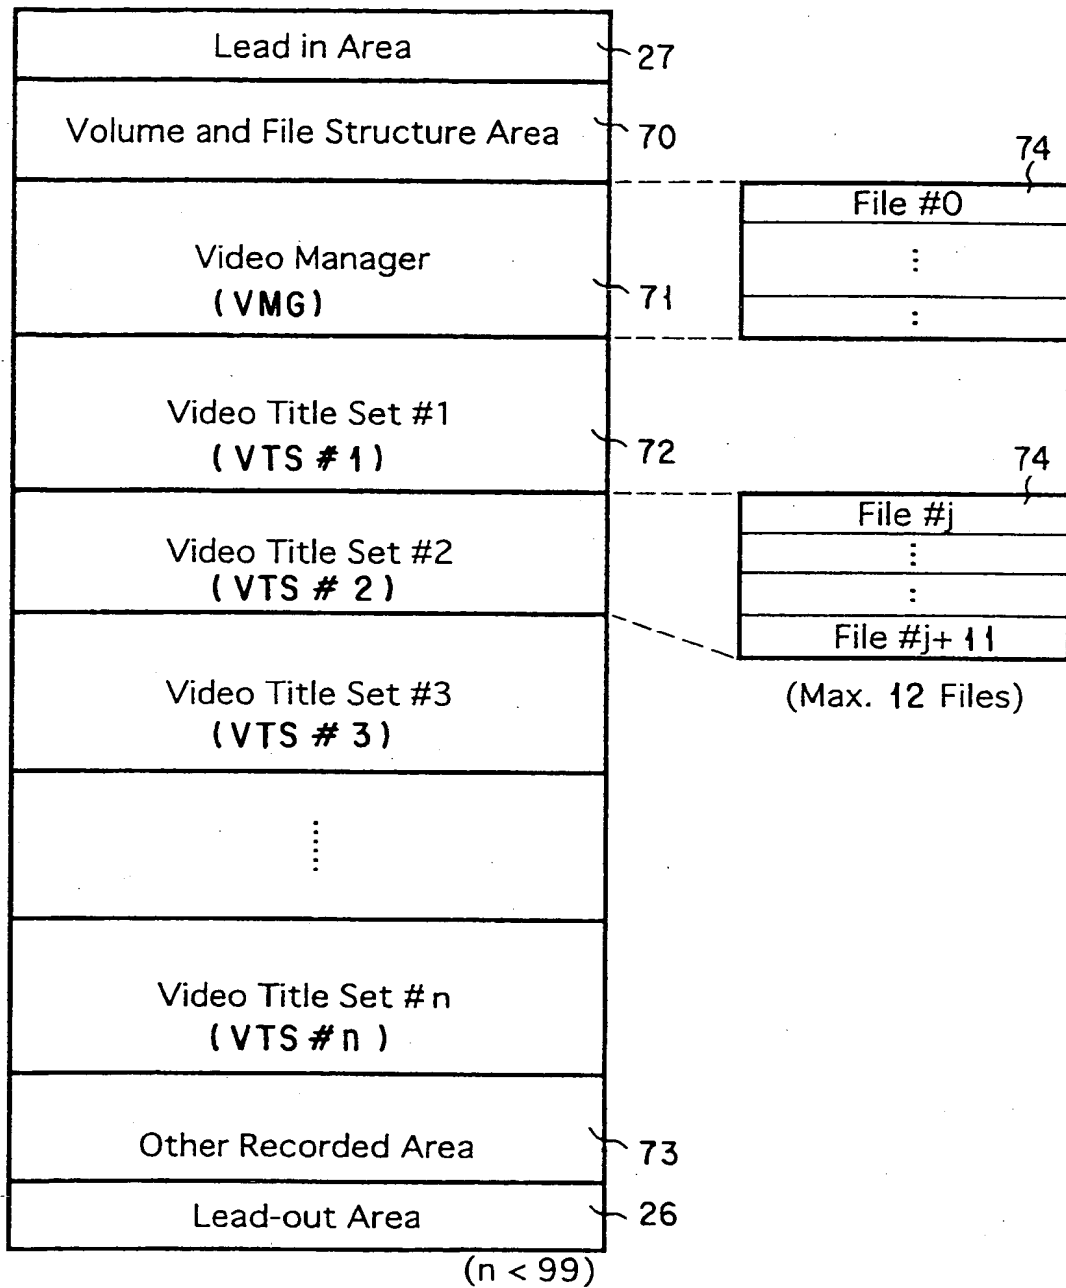 Lead in Area
27
Volume and File Structure Area
70
74
File #0
Video Manager
(VMG)
71
Video Title Set #1
(VTS #1)
72
74
File #j
Video Title Set #2
(VTS # 2)
File #j+ 11
(Max. 12 Files)
Video Title Set #3
(VTS # 3)
Video Title Set #n
(VTS #n )
Other Recorded Area
73
Lead-out Area
26
(n < 99)